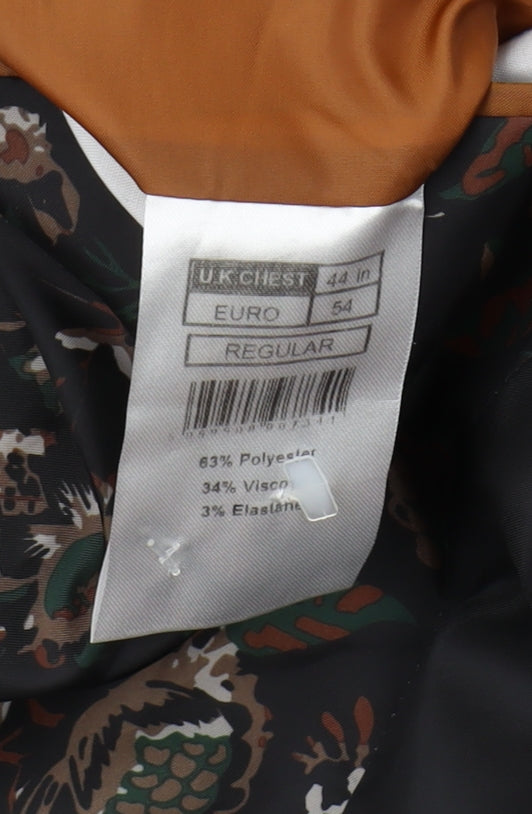 U.K CHEST 44 in
EURO 54
REGULAR
63% Polyester
34% Visco
3% Elastane